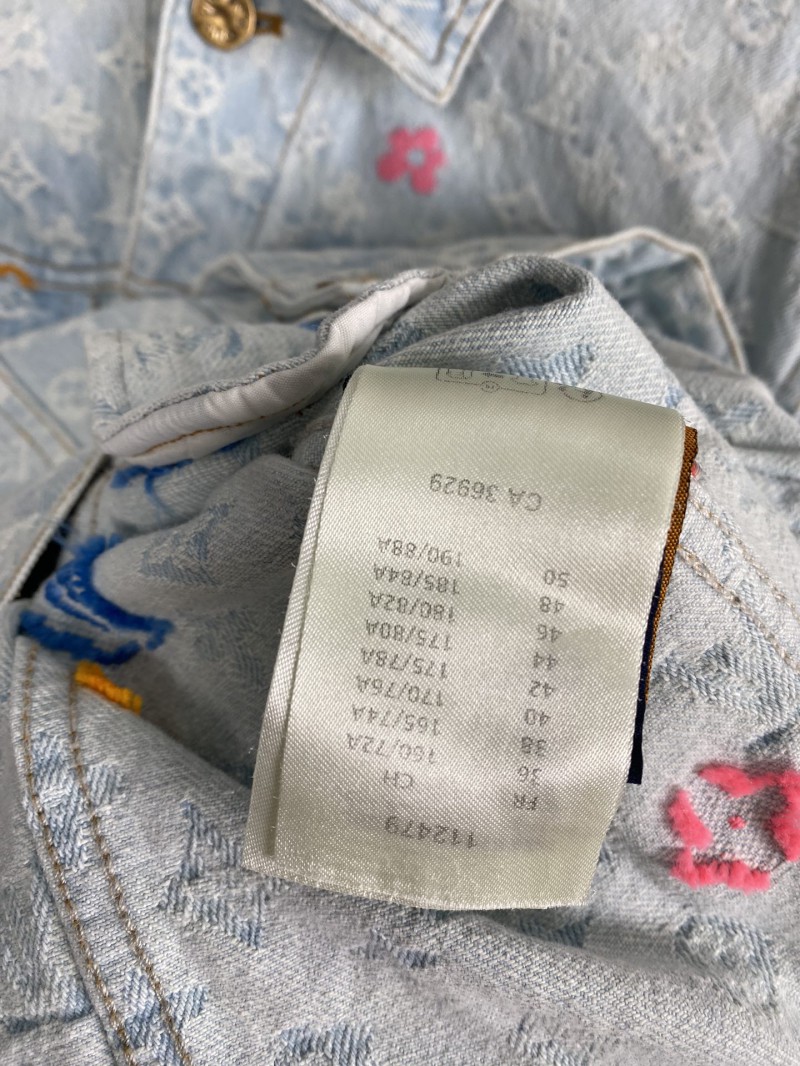 112479
FR CH
36 160/72A
38 165/74A
40 170/76A
42 175/78A
44 175/80A
46 180/82A
48 185/84A
50 190/88A
CA 36929